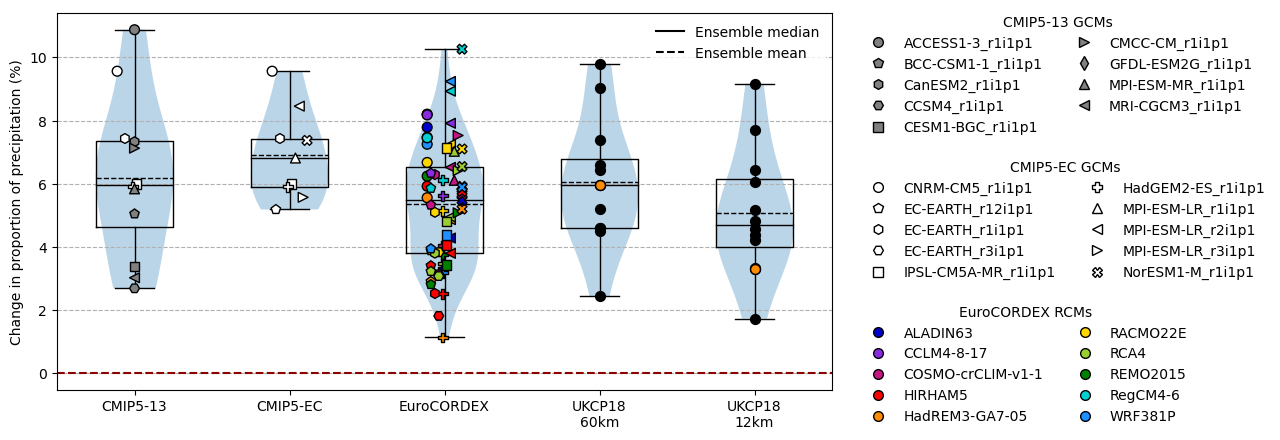 Change in proportion of precipitation (%)
10
8
6
4
2
0
Ensemble median
Ensemble mean
CMIP5-13
CMIP5-EC
EuroCORDEX
UKCP18
60km
UKCP18
12km
CMIP5-13 GCMs
ACCESS1-3_r1i1p1
BCC-CSM1-1_r1i1p1
CanESM2_r1i1p1
CCSM4_r1i1p1
CESM1-BGC_r1i1p1
CMCC-CM_r1i1p1
GFDL-ESM2G_r1i1p1
MPI-ESM-MR_r1i1p1
MRI-CGCM3_r1i1p1
CMIP5-EC GCMs
CNRM-CM5_r1i1p1
EC-EARTH_r12i1p1
EC-EARTH_r1i1p1
EC-EARTH_r3i1p1
IPSL-CM5A-MR_r1i1p1
HadGEM2-ES_r1i1p1
MPI-ESM-LR_r1i1p1
MPI-ESM-LR_r2i1p1
MPI-ESM-LR_r3i1p1
NorESM1-M_r1i1p1
EuroCORDEX RCMs
ALADIN63
CCLM4-8-17
COSMO-crCLIM-v1-1
HIRHAM5
HadREM3-GA7-05
RACMO22E
RCA4
REMO2015
RegCM4-6
WRF381P